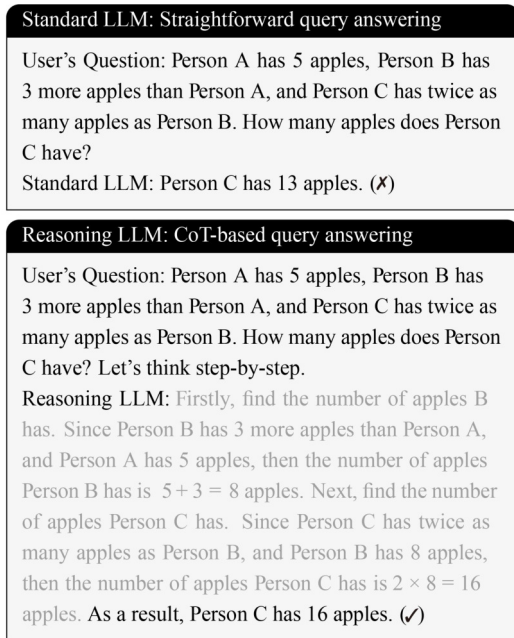 Standard LLM: Straightforward query answering
User's Question: Person A has 5 apples, Person B has
3 more apples than Person A, and Person C has twice as
many apples as Person B. How many apples does Person
C have?
Standard LLM: Person C has 13 apples. (✗)
Reasoning LLM: CoT-based query answering
User's Question: Person A has 5 apples, Person B has
3 more apples than Person A, and Person C has twice as
many apples as Person B. How many apples does Person
C have? Let's think step-by-step.
Reasoning LLM: Firstly, find the number of apples B
has. Since Person B has 3 more apples than Person A,
and Person A has 5 apples, then the number of apples
Person B has is 5 + 3 = 8 apples. Next, find the number
of apples Person C has. Since Person C has twice as
many apples as Person B, and Person B has 8 apples,
then the number of apples Person C has is 2 × 8 = 16
apples. As a result, Person C has 16 apples. (✓)